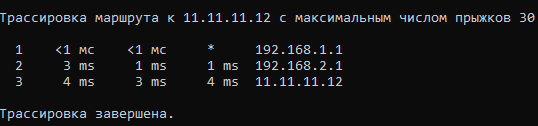 Трассировка маршрута к 11.11.11.12 с максимальным числом прыжков 30
1 <1 мс <1 мс * 192.168.1.1
2 3 ms 1 ms 1 ms 192.168.2.1
3 4 ms 3 ms 4 ms 11.11.11.12
Трассировка завершена.